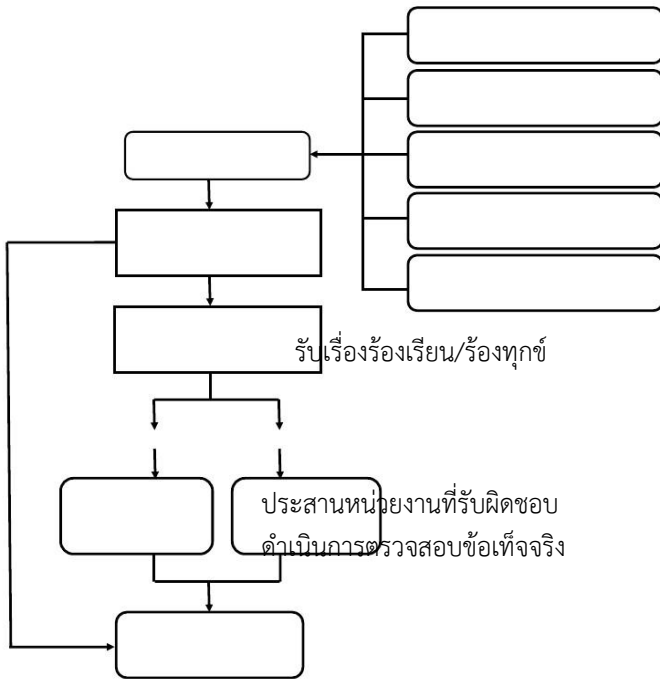 รับเรื่องร้องเรียน/ร้องทุกข์
ประสานหน่วยงานที่รับผิดชอบ
ดำเนินการตรวจสอบข้อเท็จจริง